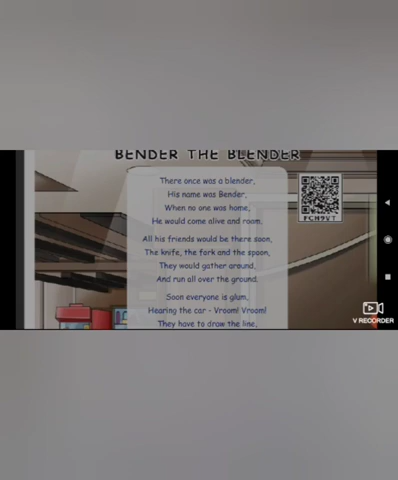 BENDER THE BLENDER
There once was a blender,
His name was Bender,
When no one was home,
He would come alive and roam.
All his friends would be there soon,
The knife, the fork and the spoon,
They would gather around,
And run all over the ground.
Soon everyone is glum,
Hearing the car - Vroom! Vroom!
They have to draw the line,
FCH9VT
V RECORDER